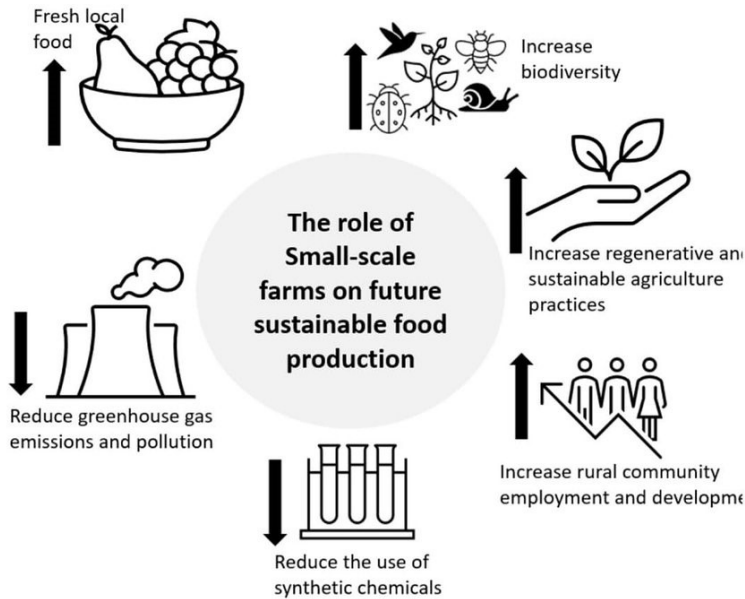 Fresh local
food
Increase
biodiversity
The role of
Small-scale
farms on future
sustainable food
production
Increase regenerative an
sustainable agriculture
practices
Reduce greenhouse gas
emissions and pollution
Increase rural community
employment and developme
Reduce the use of
synthetic chemicals